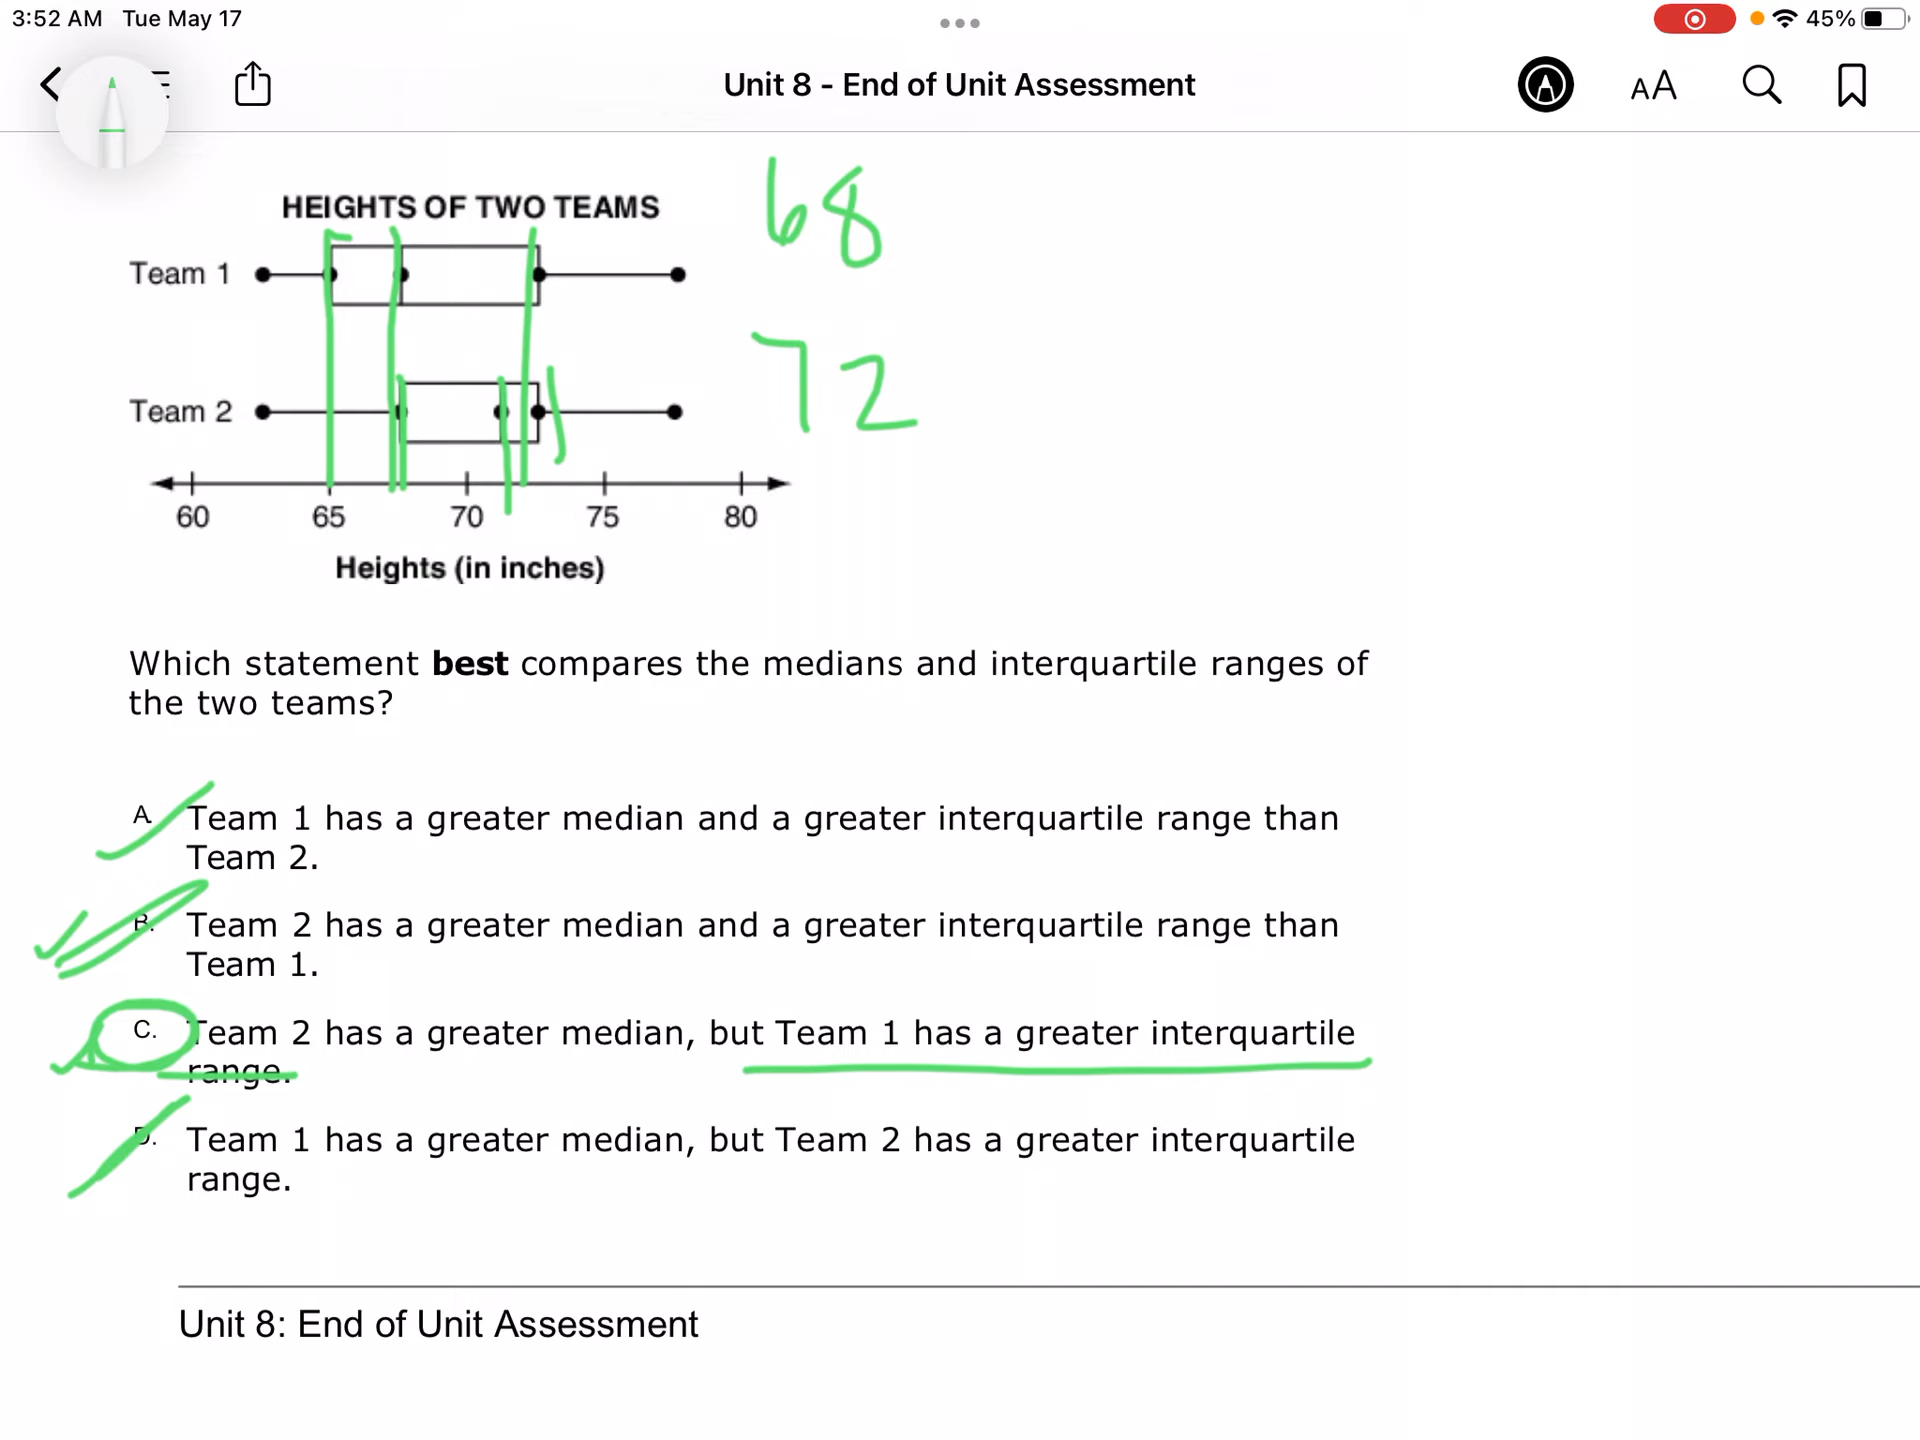 3:52 AM Tue May 17
45%
Unit 8 - End of Unit Assessment
AA
HEIGHTS OF TWO TEAMS
68
Team 1
72
Team 2
60 65 70 75 80
Heights (in inches)
Which statement best compares the medians and interquartile ranges of
the two teams?
A. Team 1 has a greater median and a greater interquartile range than
Team 2.
B. Team 2 has a greater median and a greater interquartile range than
Team 1.
C. Team 2 has a greater median, but Team 1 has a greater interquartile
range.
D. Team 1 has a greater median, but Team 2 has a greater interquartile
range.
Unit 8: End of Unit Assessment